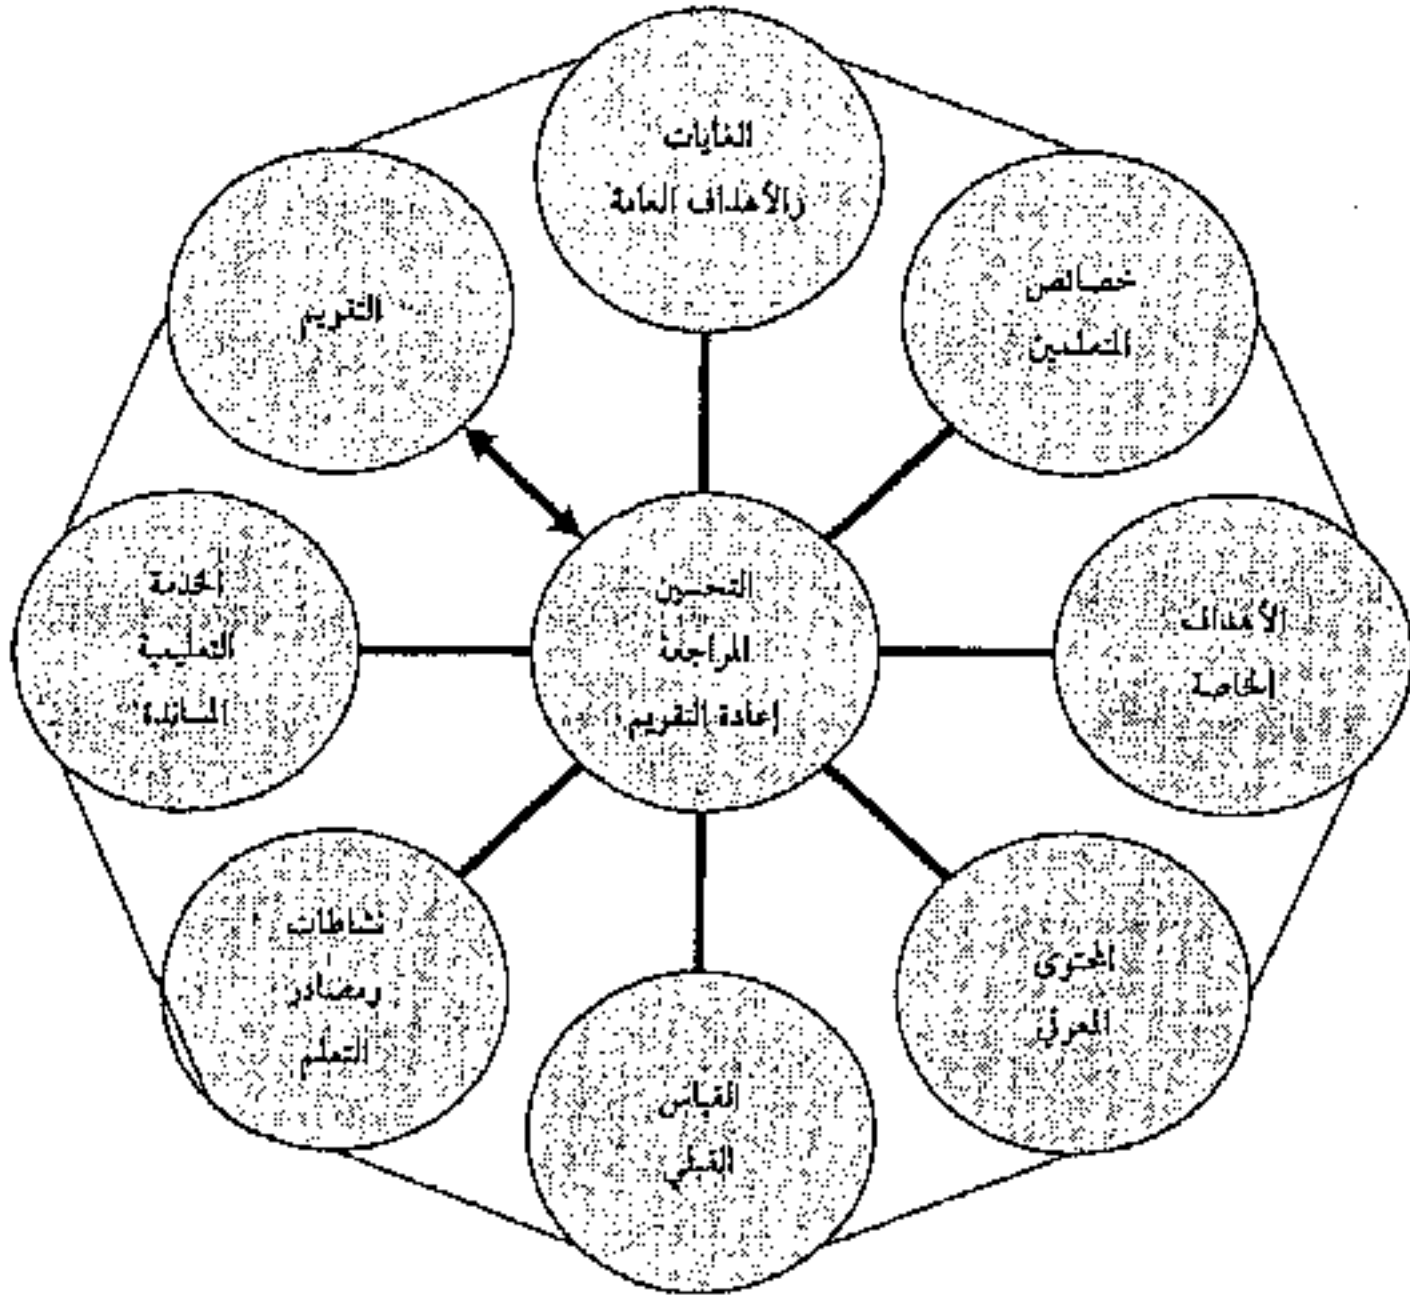 الغايات
والأهداف العامة
خصائص
المتعلمين
الأهداف
الخاصة
المحتوى
المعرفي
القياس
القبلي
نشاطات
ومصادر
التعلم
الخدمة
التعليمية
المساندة
التقويم
التحسين
المراجعة
إعادة التقويم